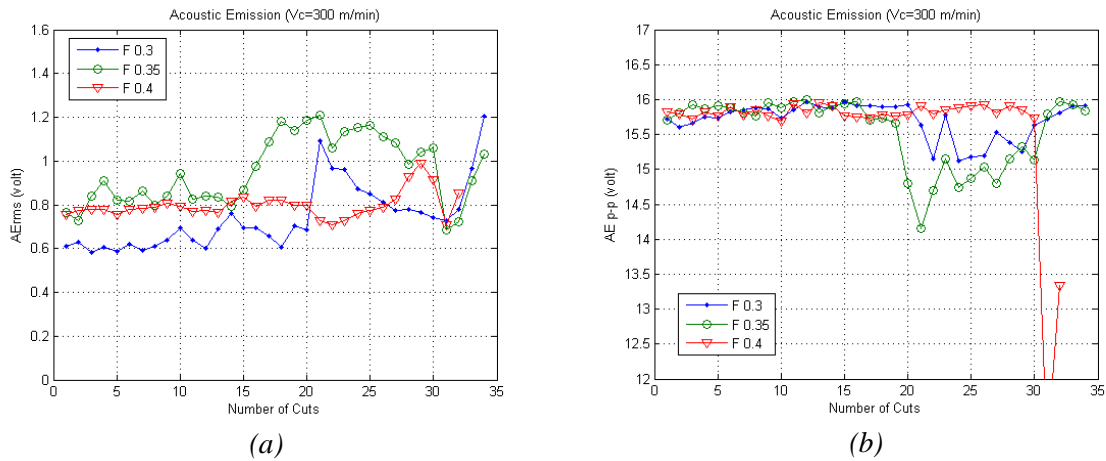 Acoustic Emission (Vc=300 m/min)
1.6
1.4
1.2
1
0.8
0.6
0.4
0.2
0
AErms (volt)
F 0.3
F 0.35
F 0.4
0
5
10
15
20
25
30
35
Number of Cuts
(a)
Acoustic Emission (Vc=300 m/min)
17
16.5
16
15.5
15
14.5
14
13.5
13
12.5
12
AE p-p (volt)
F 0.3
F 0.35
F 0.4
0
5
10
15
20
25
30
35
Number of Cuts
(b)